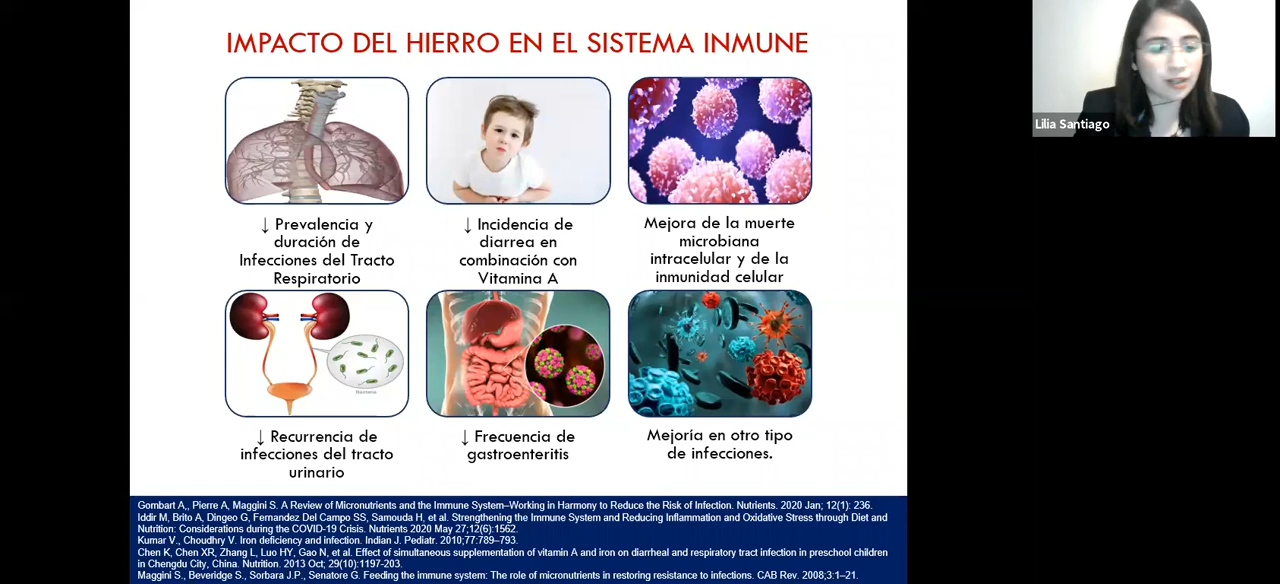 IMPACTO DEL HIERRO EN EL SISTEMA INMUNE
Lilia Santiago
↓ Prevalencia y
duración de
Infecciones del Tracto
Respiratorio
↓ Incidencia de
diarrea en
combinación con
Vitamina A
Mejora de la muerte
microbiana
intracelular y de la
inmunidad celular
↓ Recurrencia de
infecciones del tracto
urinario
↓ Frecuencia de
gastroenteritis
Mejoría en otro tipo
de infecciones.
Gombart A,, Pierre A, Maggini S. A Review of Micronutrients and the Immune System–Working in Harmony to Reduce the Risk of Infection. Nutrients. 2020 Jan; 12(1): 236.
Iddir M, Brito A, Dingeo G, Fernandez Del Campo SS, Samouda H, et al. Strengthening the Immune System and Reducing Inflammation and Oxidative Stress through Diet and
Nutrition: Considerations during the COVID-19 Crisis. Nutrients 2020 May 27;12(6):1562.
Kumar V., Choudhry V. Iron deficiency and infection. Indian J. Pediatr. 2010;77:789–793.
Chen K, Chen XR, Zhang L, Luo HY, Gao N, et al. Effect of simultaneous supplementation of vitamin A and iron on diarrheal and respiratory tract infection in preschool children
in Chengdu City, China. Nutrition. 2013 Oct; 29(10):1197-203.
Maggini S., Beveridge S., Sorbara J.P., Senatore G. Feeding the immune system: The role of micronutrients in restoring resistance to infections. CAB Rev. 2008;3:1–21.